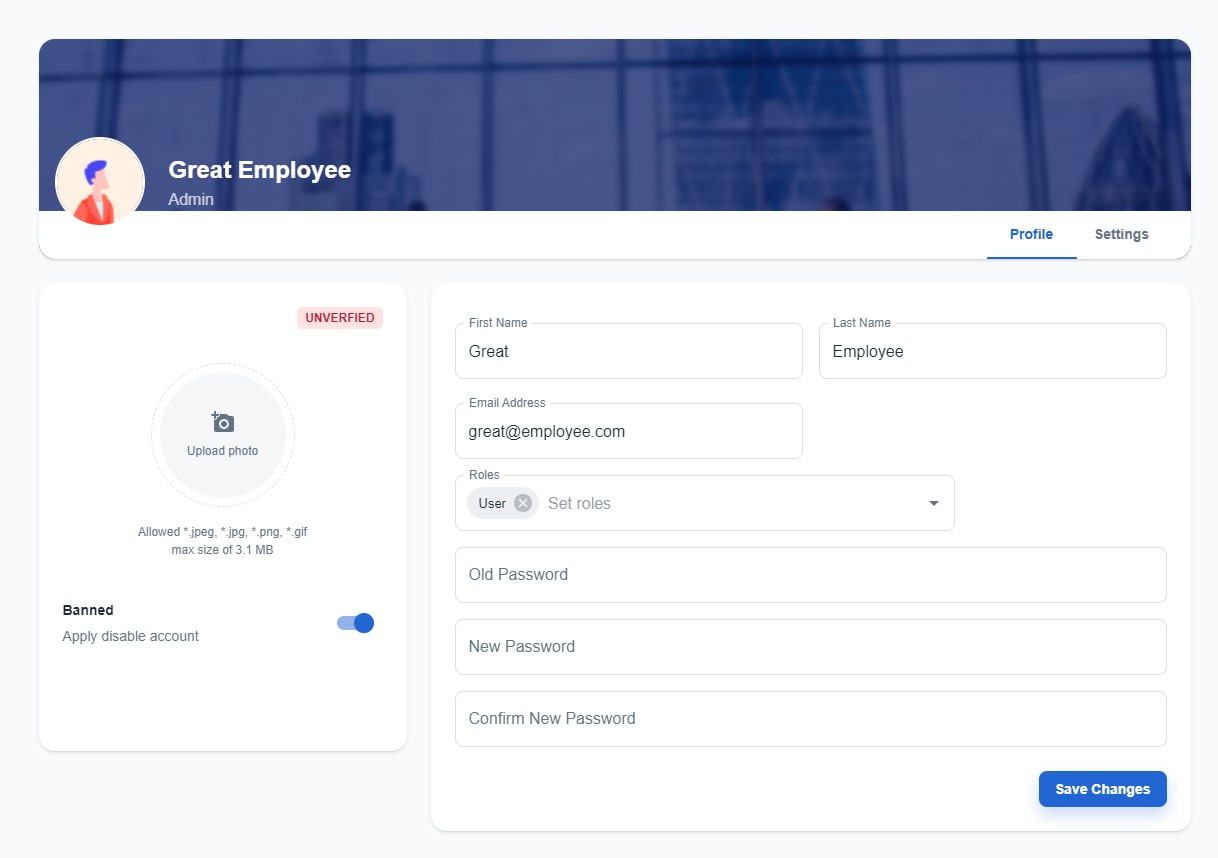 Great Employee
Admin
Profile
Settings
UNVERFIED
Upload photo
Allowed *.jpeg, *.jpg, *.png, *.gif
max size of 3.1 MB
Banned
Apply disable account
First Name
Great
Last Name
Employee
Email Address
great@employee.com
Roles
User
Set roles
Old Password
New Password
Confirm New Password
Save Changes